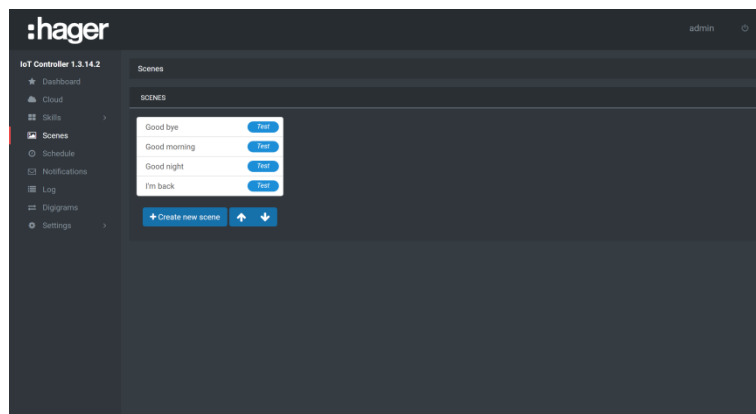 :hager
admin
IoT Controller 1.3.14.2
Dashboard
Cloud
Skills
Scenes
Schedule
Notifications
Log
Digigrams
Settings
Scenes
SCENES
Good bye Test
Good morning Test
Good night Test
I'm back Test
+ Create new scene